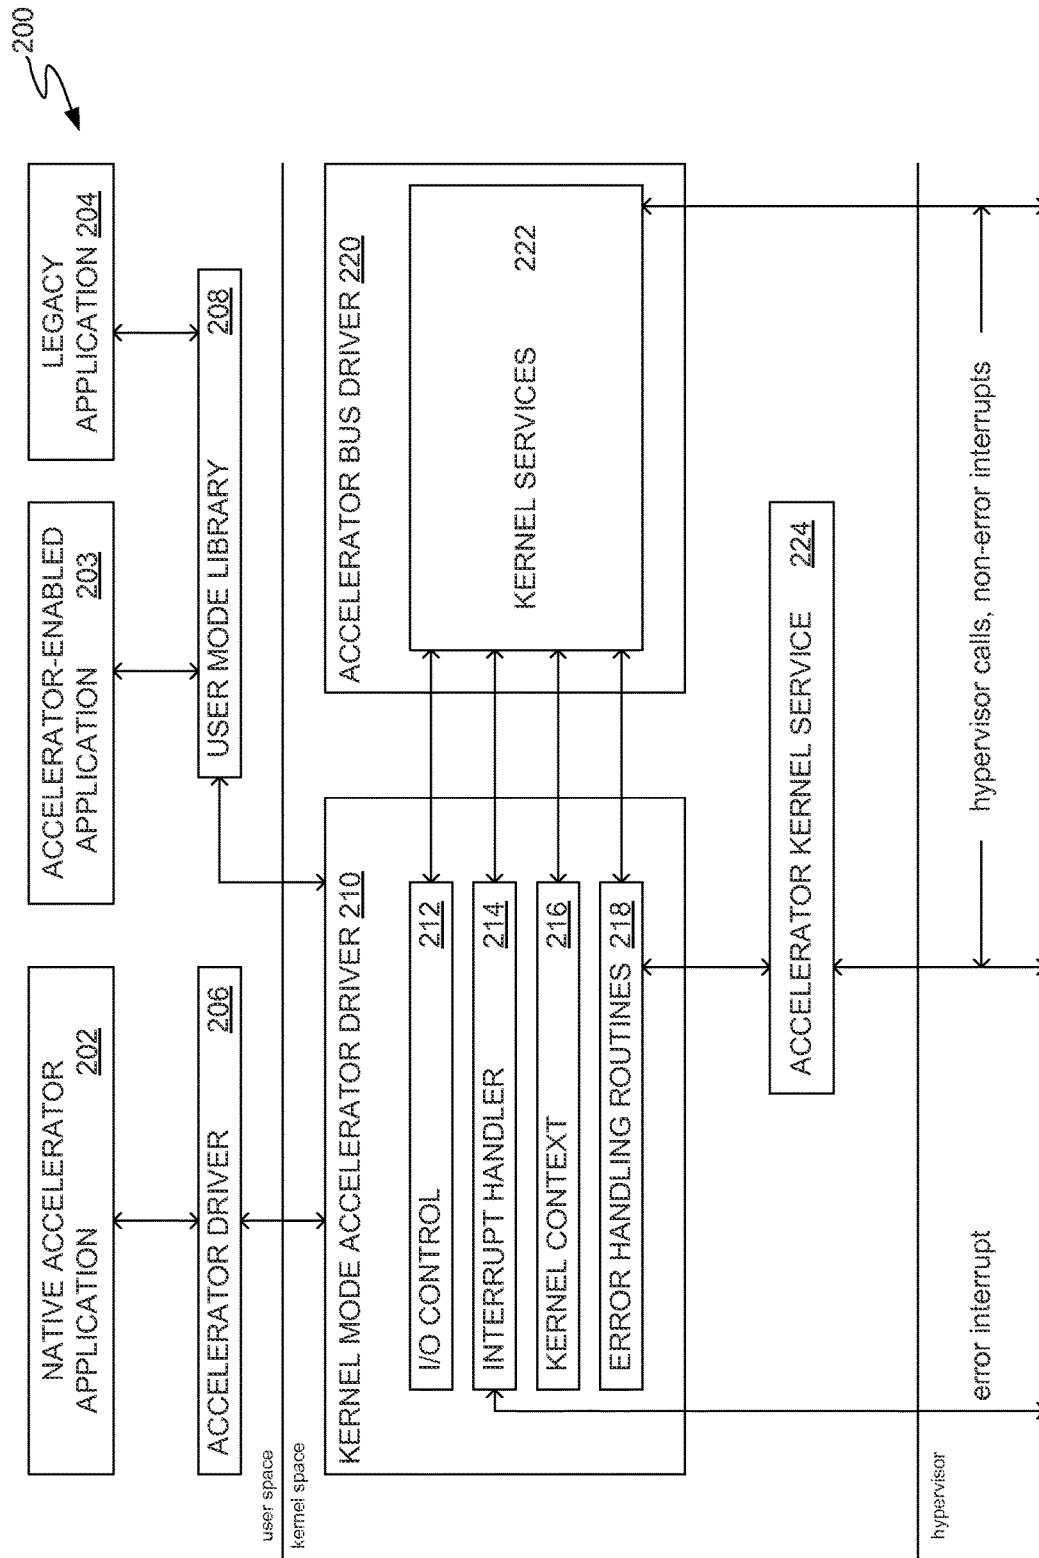 200
NATIVE ACCELERATOR
APPLICATION 202
ACCELERATOR-ENABLED
APPLICATION 203
LEGACY
APPLICATION 204
ACCELERATOR DRIVER 206
USER MODE LIBRARY 208
user space
kernel space
KERNEL MODE ACCELERATOR DRIVER 210
I/O CONTROL 212
INTERRUPT HANDLER 214
KERNEL CONTEXT 216
ERROR HANDLING ROUTINES 218
ACCELERATOR BUS DRIVER 220
KERNEL SERVICES 222
ACCELERATOR KERNEL SERVICE 224
hypervisor
error interrupt
hypervisor calls, non-error interrupts